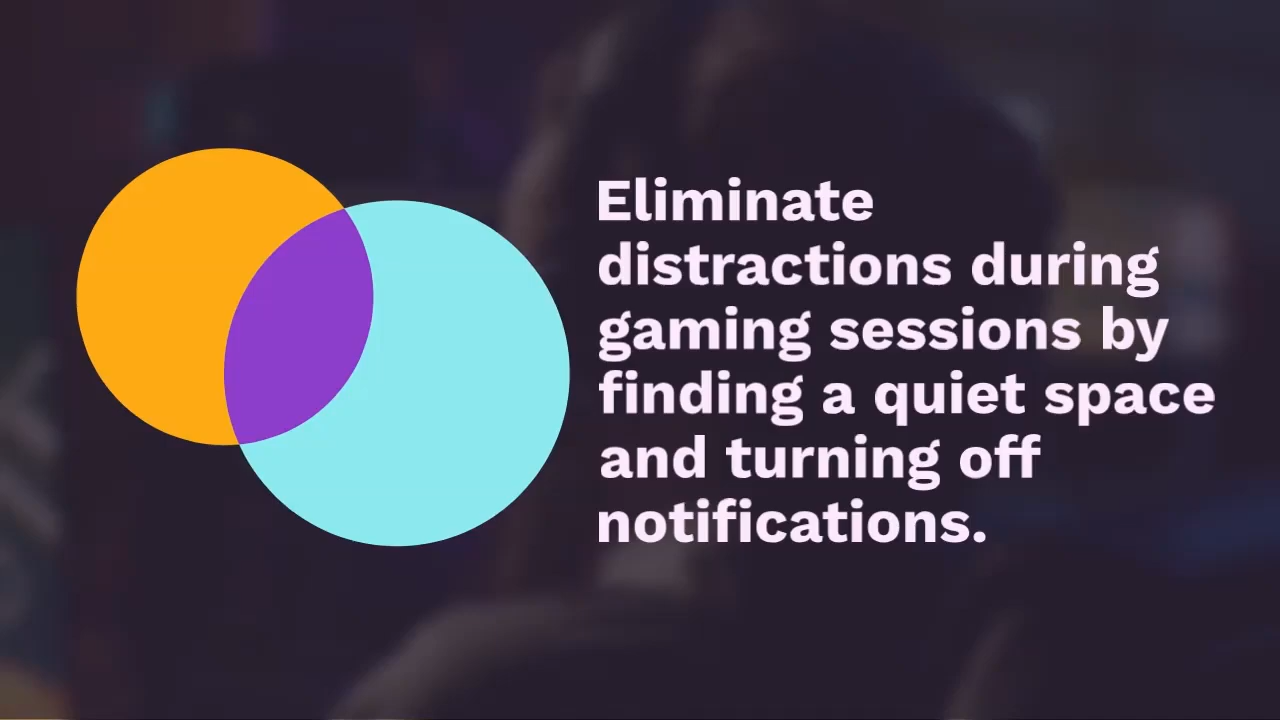 Eliminate
distractions during
gaming sessions by
finding a quiet space
and turning off
notifications.